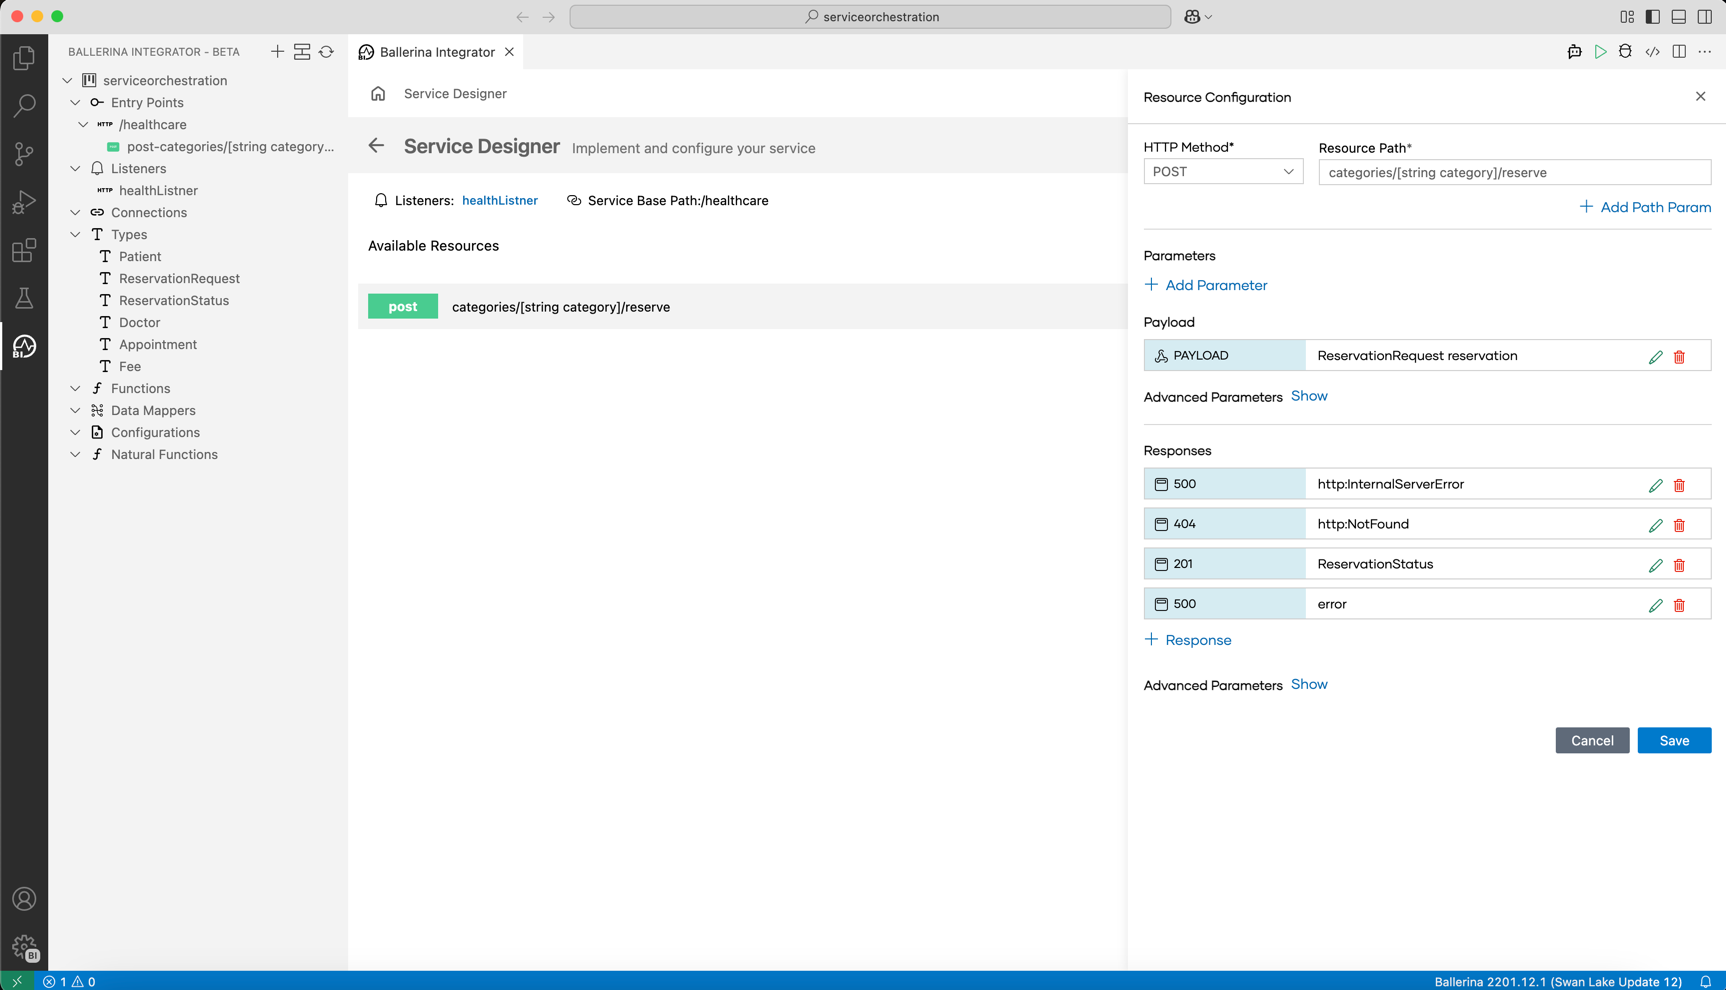 serviceorchestration
BALLERINA INTEGRATOR - BETA
serviceorchestration
Entry Points
HTTP /healthcare
post-categories/[string category...
Listeners
HTTP healthListner
Connections
Types
Patient
ReservationRequest
ReservationStatus
Doctor
Appointment
Fee
Functions
Data Mappers
Configurations
Natural Functions
BI
BI
Ballerina Integrator
Service Designer
Service Designer Implement and configure your service
Listeners: healthListner Service Base Path:/healthcare
Available Resources
post categories/[string category]/reserve
Resource Configuration
HTTP Method* Resource Path*
POST categories/[string category]/reserve
Add Path Param
Parameters
Add Parameter
Payload
PAYLOAD ReservationRequest reservation
Advanced Parameters Show
Responses
500 http:InternalServerError
404 http:NotFound
201 ReservationStatus
500 error
Response
Advanced Parameters Show
Cancel Save
1 0 Ballerina 2201.12.1 (Swan Lake Update 12)